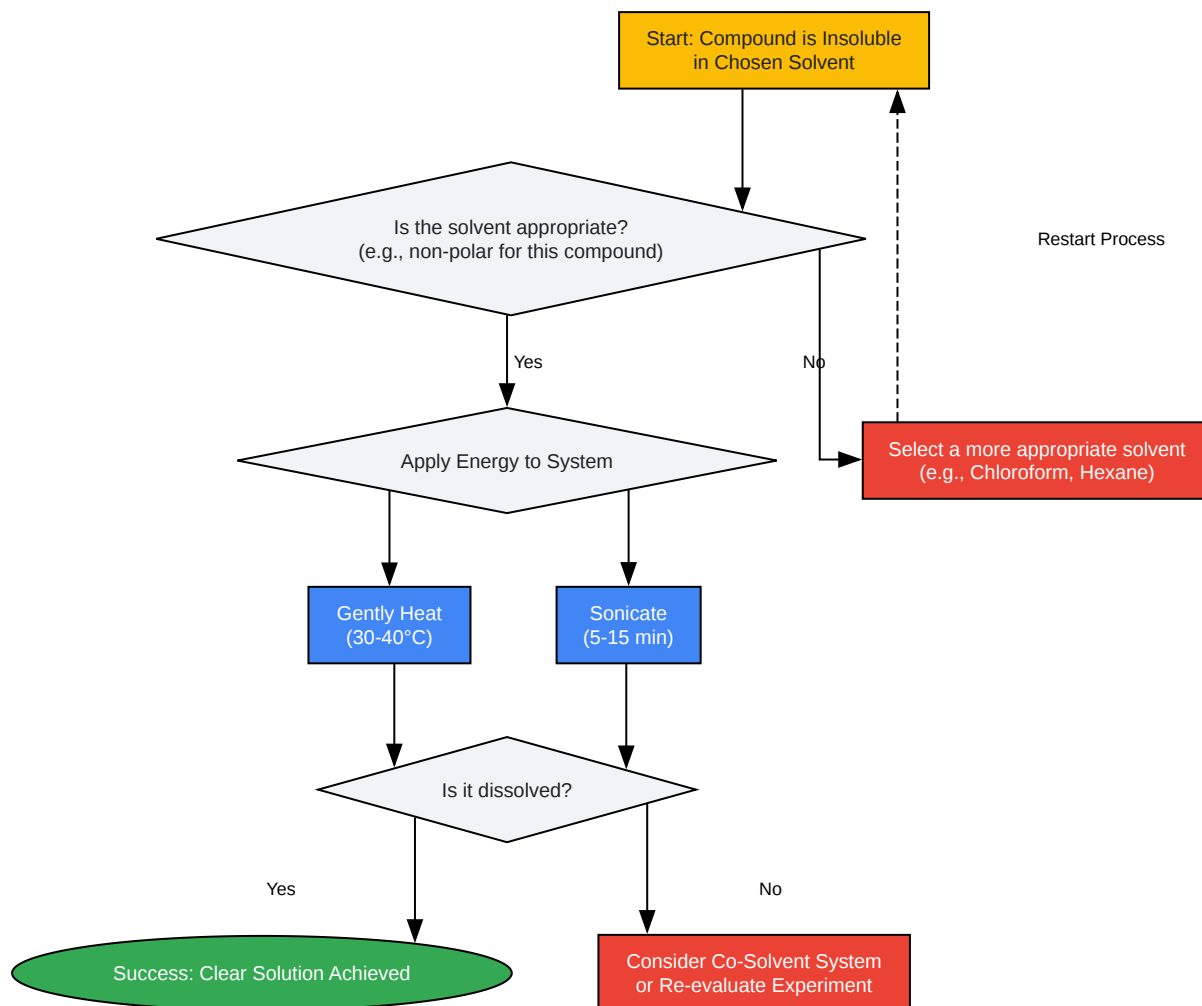 Start: Compound is Insoluble
in Chosen Solvent
Is the solvent appropriate?
(e.g., non-polar for this compound)
Restart Process
Yes
No
Apply Energy to System
Select a more appropriate solvent
(e.g., Chloroform, Hexane)
Gently Heat
(30-40°C)
Sonicate
(5-15 min)
Is it dissolved?
Yes
No
Success: Clear Solution Achieved
Consider Co-Solvent System
or Re-evaluate Experiment